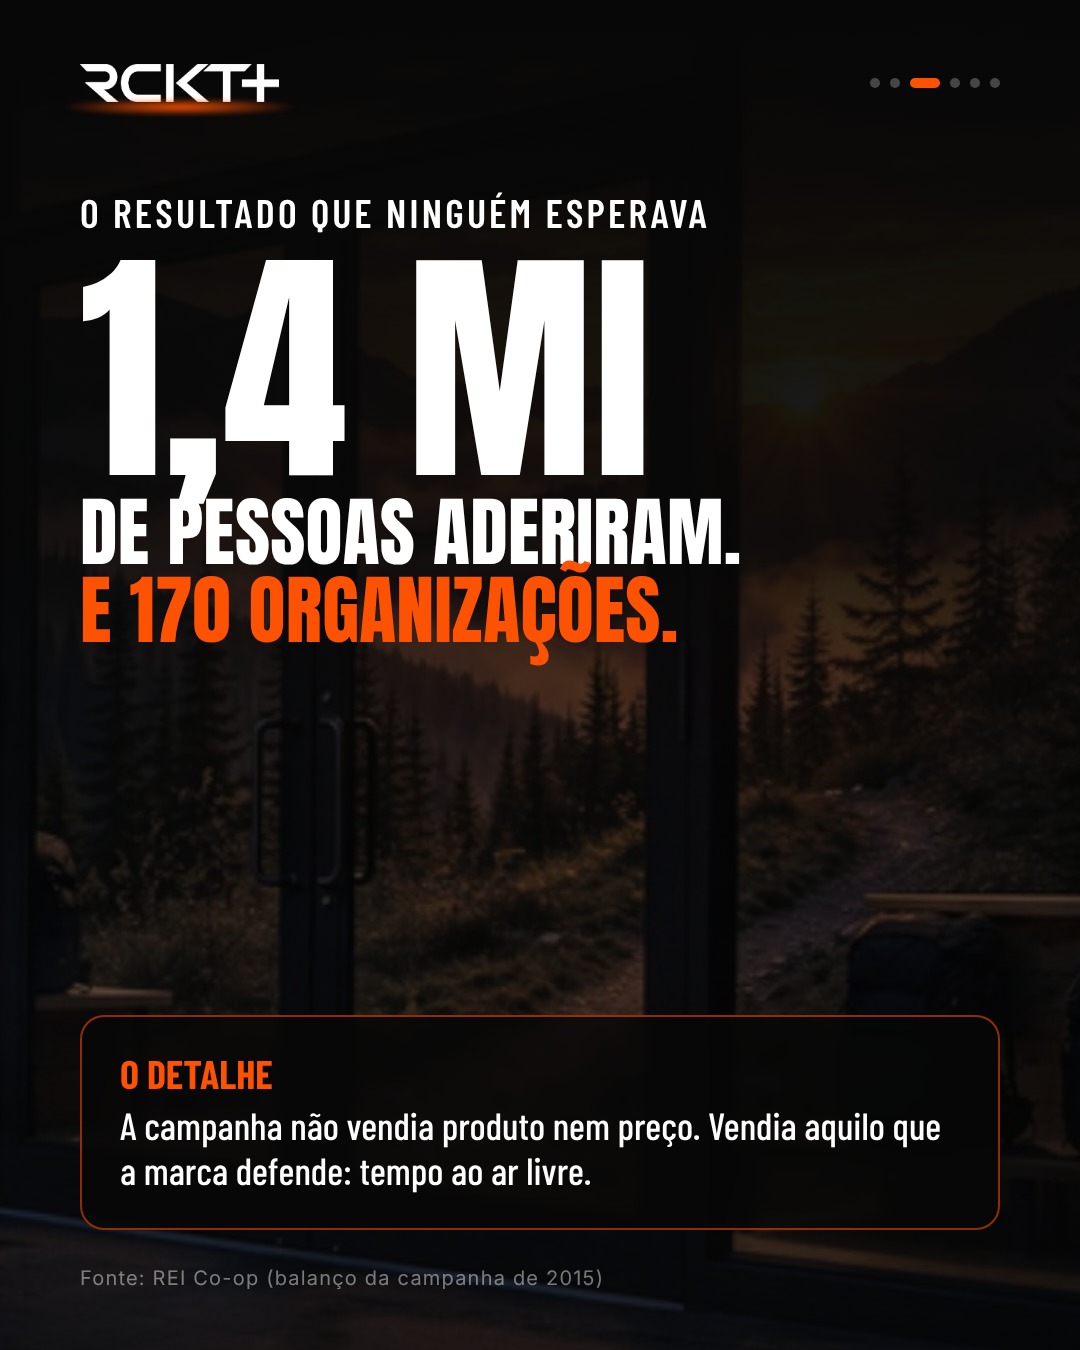 RCKT+
O RESULTADO QUE NINGUÉM ESPERAVA
1,4 MI
DE PESSOAS ADERIRAM.
E 170 ORGANIZAÇÕES.
O DETALHE
A campanha não vendia produto nem preço. Vendia aquilo que
a marca defende: tempo ao ar livre.
Fonte: REI Co-op (balanço da campanha de 2015)